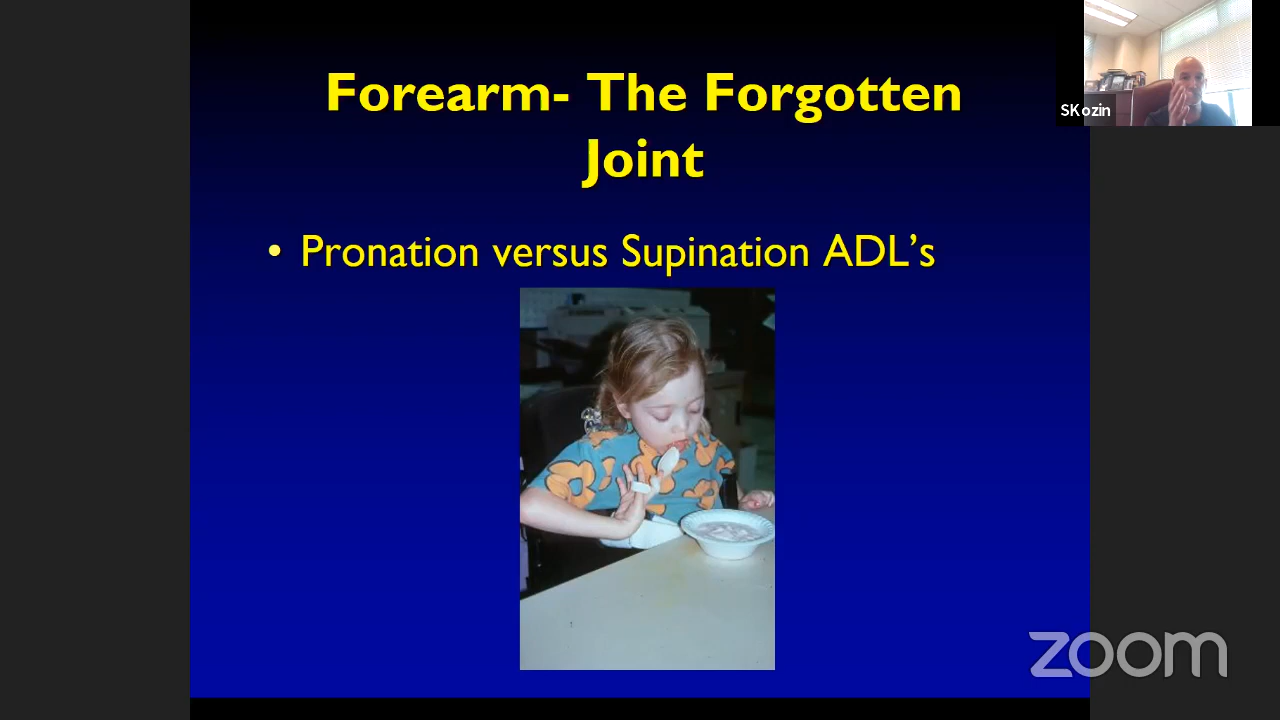 Forearm- The Forgotten
Joint
SKozin
• Pronation versus Supination ADL’s
zoom